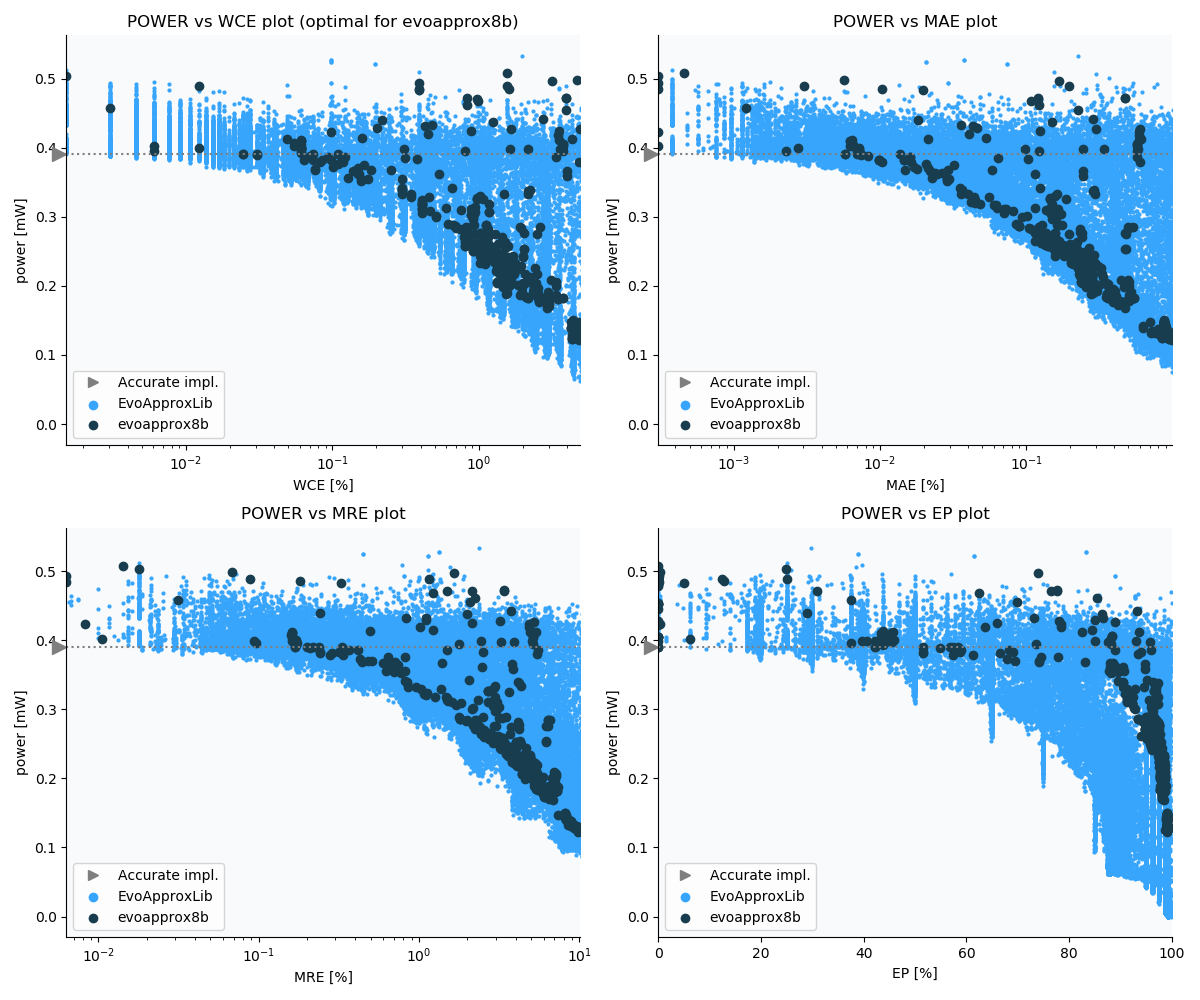 POWER vs WCE plot (optimal for evoapprox8b)
power [mW]
0.5
0.4
0.3
0.2
0.1
0.0
Accurate impl.
EvoApproxLib
evoapprox8b
10⁻²
10⁻¹
10⁰
WCE [%]
POWER vs MAE plot
power [mW]
0.5
0.4
0.3
0.2
0.1
0.0
Accurate impl.
EvoApproxLib
evoapprox8b
10⁻³
10⁻²
10⁻¹
MAE [%]
POWER vs MRE plot
power [mW]
0.5
0.4
0.3
0.2
0.1
0.0
Accurate impl.
EvoApproxLib
evoapprox8b
10⁻²
10⁻¹
10⁰
10¹
MRE [%]
POWER vs EP plot
power [mW]
0.5
0.4
0.3
0.2
0.1
0.0
Accurate impl.
EvoApproxLib
evoapprox8b
0
20
40
60
80
100
EP [%]